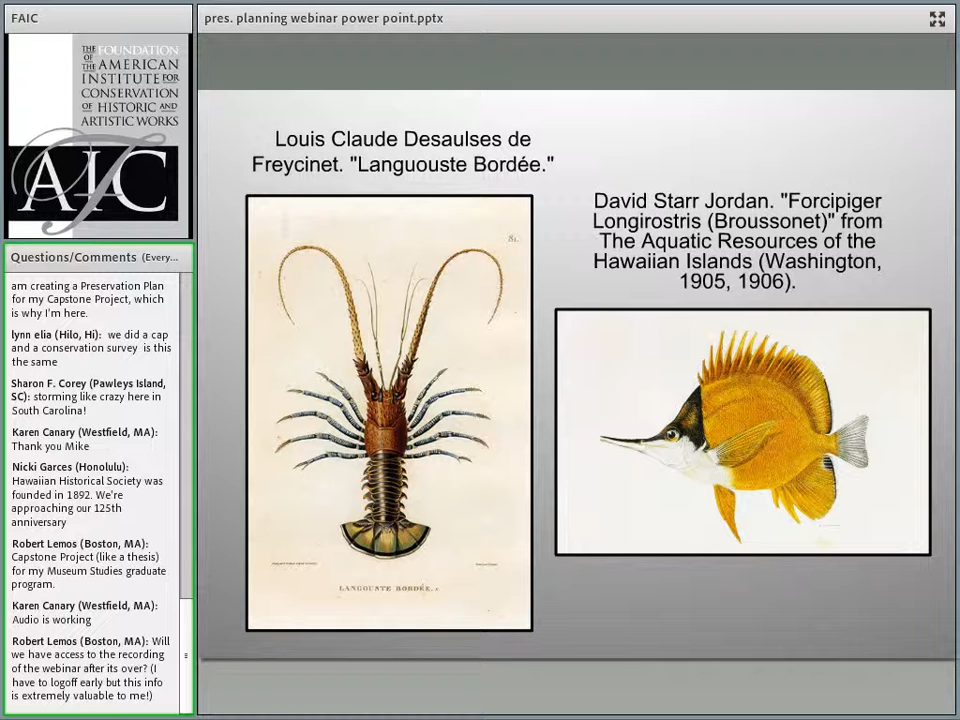 FAIC
THE FOUNDATION
OF THE AMERICAN
INSTITUTE FOR
CONSERVATION
OF HISTORIC AND
ARTISTIC WORKS
AIC
Questions/Comments (Every...
am creating a Preservation Plan
for my Capstone Project, which
is why I'm here.
lynn elia (Hilo, Hi): we did a cap
and a conservation survey is this
the same
Sharon F. Corey (Pawleys Island,
SC): storming like crazy here in
South Carolina!
Karen Canary (Westfield, MA):
Thank you Mike
Nicki Garces (Honolulu):
Hawaiian Historical Society was
founded in 1892. We're
approaching our 125th
anniversary
Robert Lemos (Boston, MA):
Capstone Project (like a thesis)
for my Museum Studies graduate
program.
Karen Canary (Westfield, MA):
Audio is working
Robert Lemos (Boston, MA): Will
we have access to the recording
of the webinar after its over? (I
have to logoff early but this info
is extremely valuable to me!)
pres. planning webinar power point.pptx
Louis Claude Desaulses de
Freycinet. "Languouste Bordée."
LANGOUSTE BORDÉE.
David Starr Jordan. "Forcipiger
Longirostris (Broussonet)" from
The Aquatic Resources of the
Hawaiian Islands (Washington,
1905, 1906).